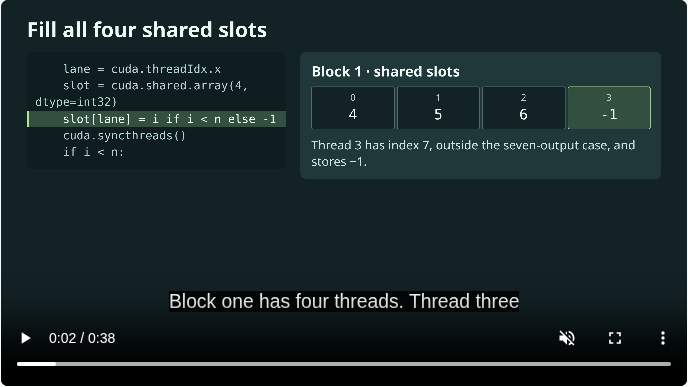 Fill all four shared slots
lane = cuda.threadIdx.x
slot = cuda.shared.array(4,
dtype=int32)
slot[lane] = i if i < n else -1
cuda.syncthreads()
if i < n:
Block 1 · shared slots
0 1 2 3
4 5 6 -1
Thread 3 has index 7, outside the seven-output case, and
stores −1.
Block one has four threads. Thread three
0:02 / 0:38